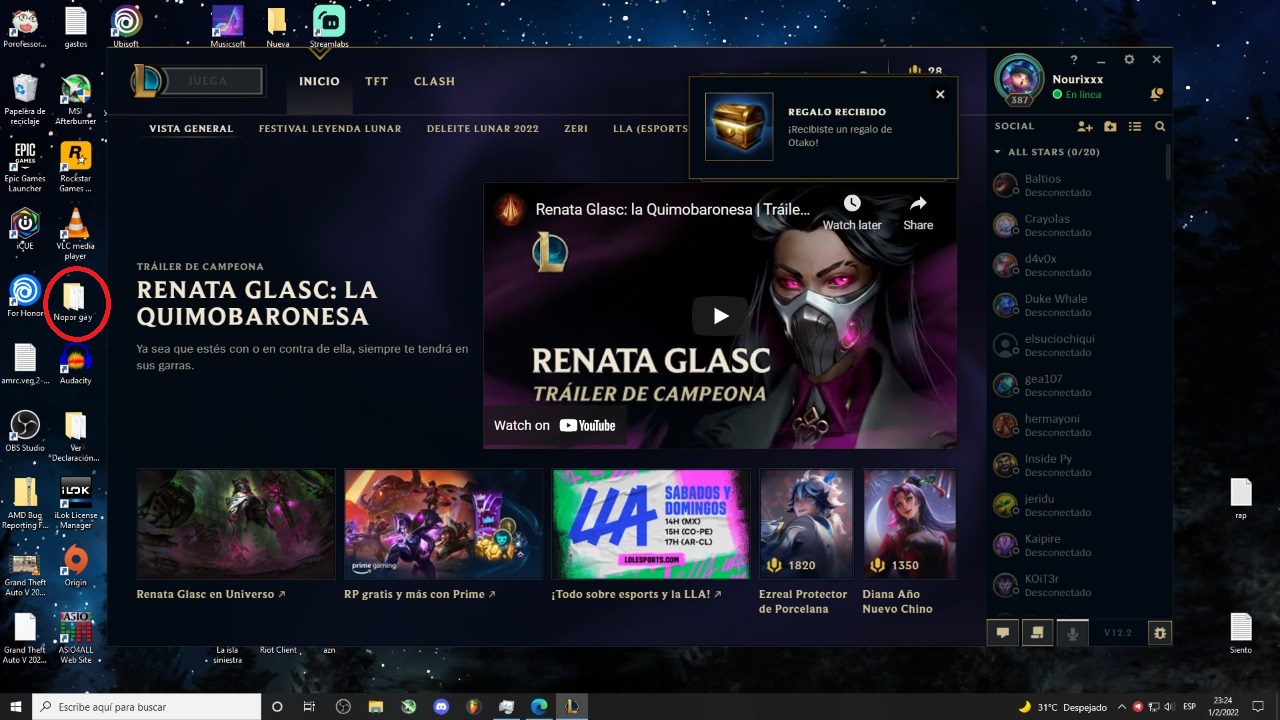 Porofessor...
gastos
Ubisoft
Musicsoft
Nueva
Streamlabs
Papelera de
reciclaje
MSI
Afterburner
EPIC
GAMES
Epic Games
Launcher
Rockstar
Games ...
iCUE
VLC media
player
For Honor
Nopor gay
amrc.veg,2-...
Audacity
OBS Studio
Ver
"Declaración...
AMD Bug
Reporting F...
iLOK
iLok License
Manager
Grand Theft
Auto V 202...
Origin
Grand Theft
Auto V 202...
ASIO
ASIO4ALL
Web Site
La isla
siniestra
Riot Client
azn
JUEGA
INICIO
TFT
CLASH
28
VISTA GENERAL
FESTIVAL LEYENDA LUNAR
DELEITE LUNAR 2022
ZERI
LLA (ESPORTS
REGALO RECIBIDO
¡Recibiste un regalo de
Otako!
TRÁILER DE CAMPEONA
RENATA GLASC: LA
QUIMOBARONESA
Ya sea que estés con o en contra de ella, siempre te tendrá en
sus garras.
Renata Glasc: la Quimobaronesa | Tráile...
Watch later
Share
RENATA GLASC
TRÁILER DE CAMPEONA
Watch on YouTube
prime gaming
LLA
SÁBADOS Y
DOMINGOS
14H (MX)
15H (CO-PE)
17H (AR-CL)
LOLESPORTS.COM
1820
1350
Renata Glasc en Universo
RP gratis y más con Prime
¡Todo sobre esports y la LLA!
Ezreal Protector
de Porcelana
Diana Año
Nuevo Chino
387
Nourixxx
En línea
SOCIAL
ALL STARS (0/20)
Baltios
Desconectado
Crayolas
Desconectado
d4v0x
Desconectado
Duke Whale
Desconectado
elsuciochiqui
Desconectado
gea107
Desconectado
hermayoni
Desconectado
Inside Py
Desconectado
jeridu
Desconectado
Kaipire
Desconectado
KOiT3r
Desconectado
V12.2
rap
Siento
Escribe aquí para buscar
31°C Despejado
ESP
23:24
1/2/2022